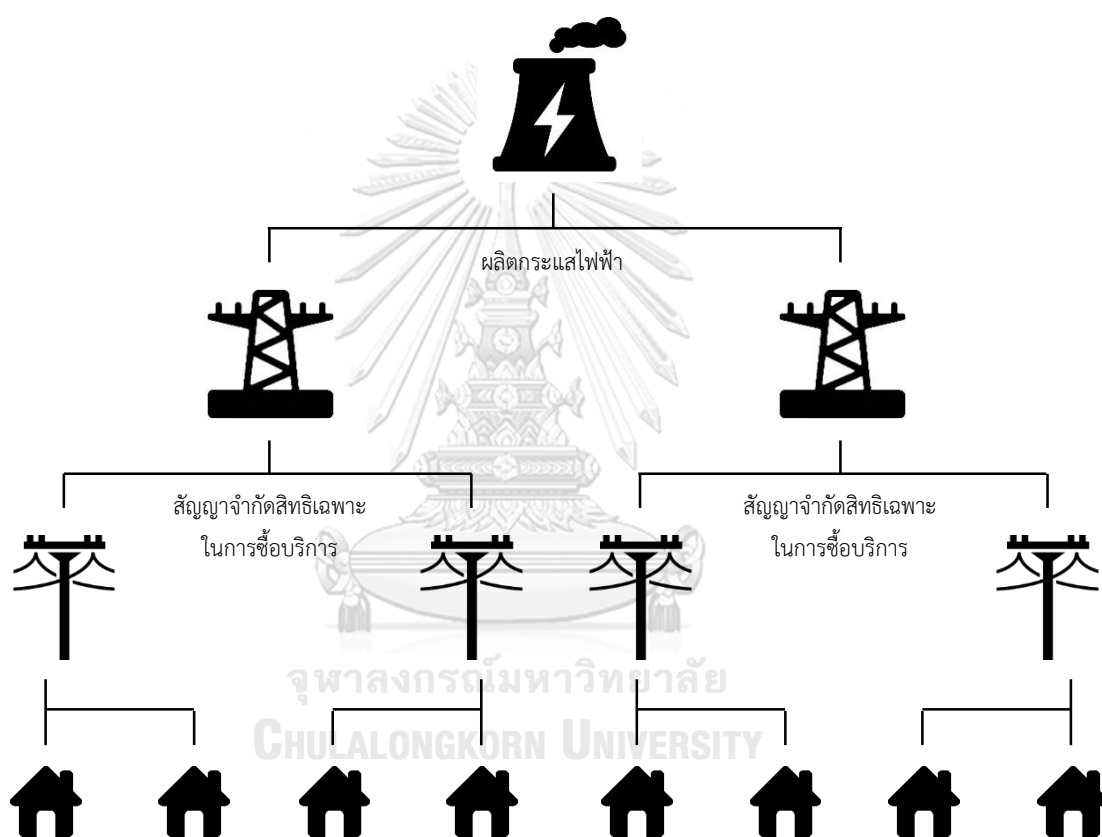 ผลิตกระแสไฟฟ้า
สัญญาจำกัดสิทธิเฉพาะ
ในการซื้อบริการ
สัญญาจำกัดสิทธิเฉพาะ
ในการซื้อบริการ
จุฬาลงกรณ์มหาวิทยาลัย
CHULALONGKORN UNIVERSITY